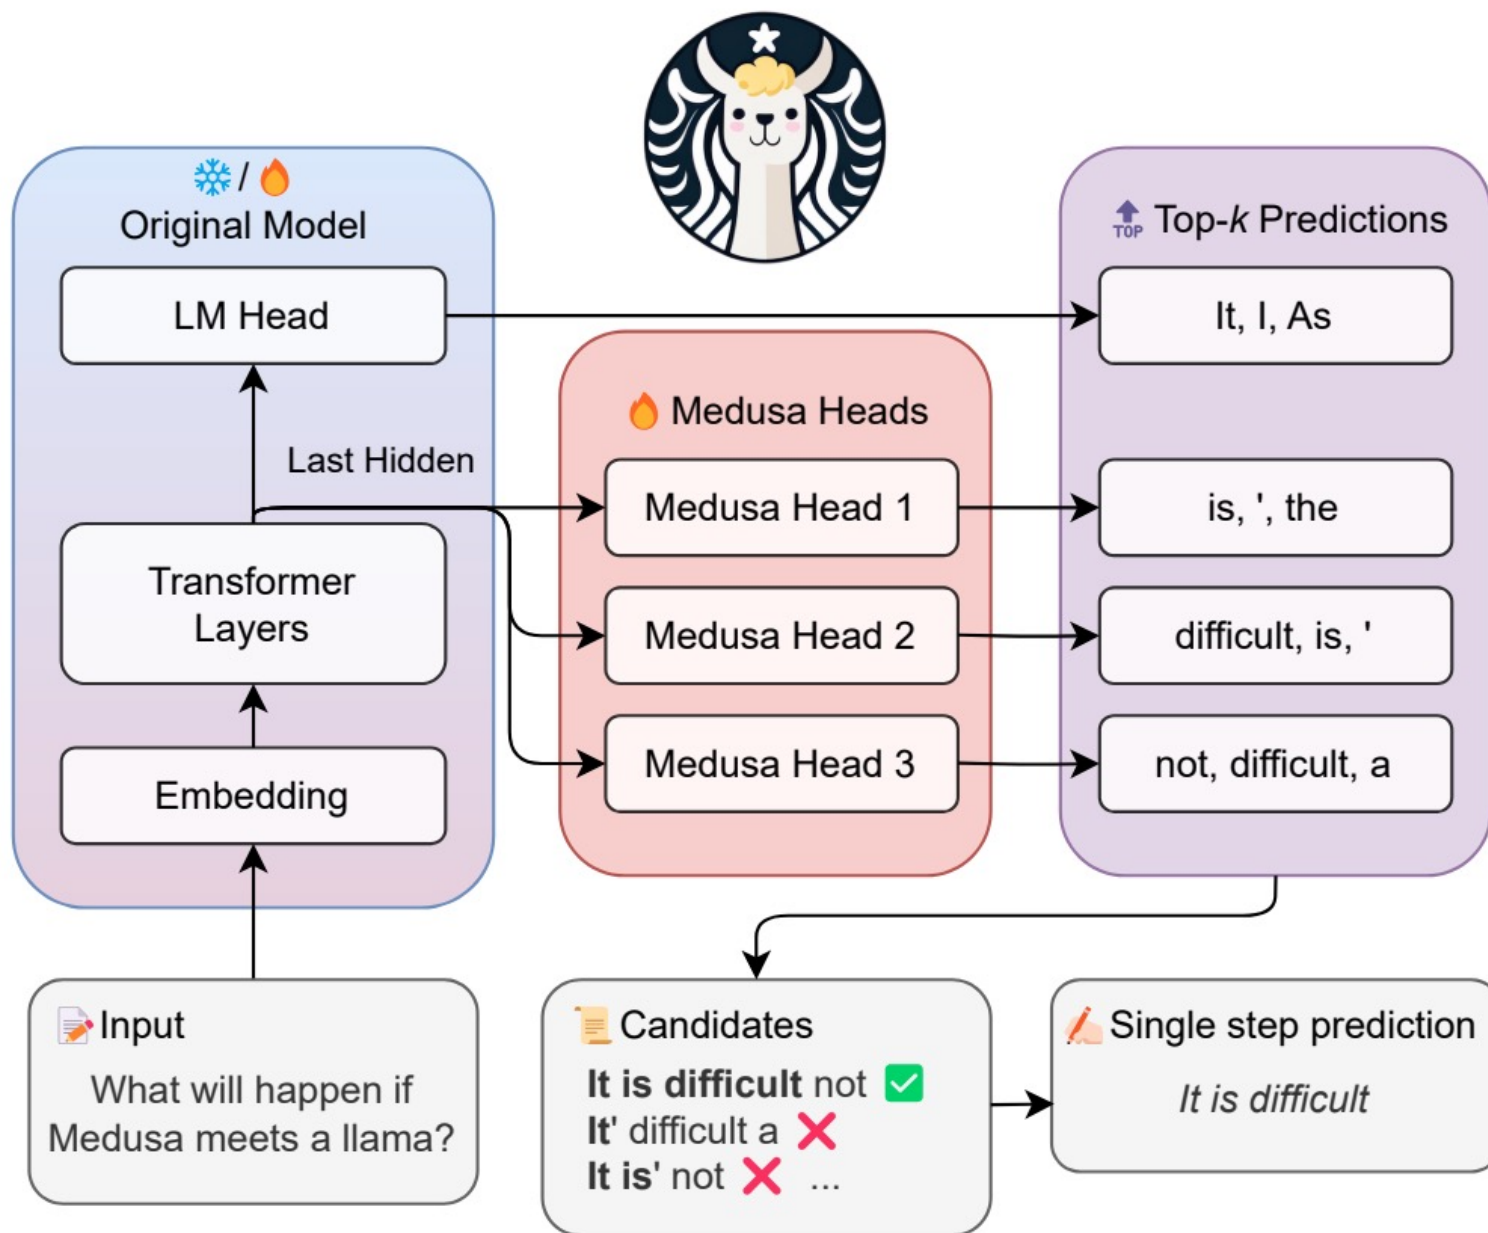 /
Original Model
LM Head
Last Hidden
Transformer
Layers
Embedding
Input
What will happen if
Medusa meets a llama?
Medusa Heads
Medusa Head 1
Medusa Head 2
Medusa Head 3
TOP Top-k Predictions
It, I, As
is, ', the
difficult, is, '
not, difficult, a
Candidates
It is difficult not
It' difficult a
It is' not ...
Single step prediction
It is difficult